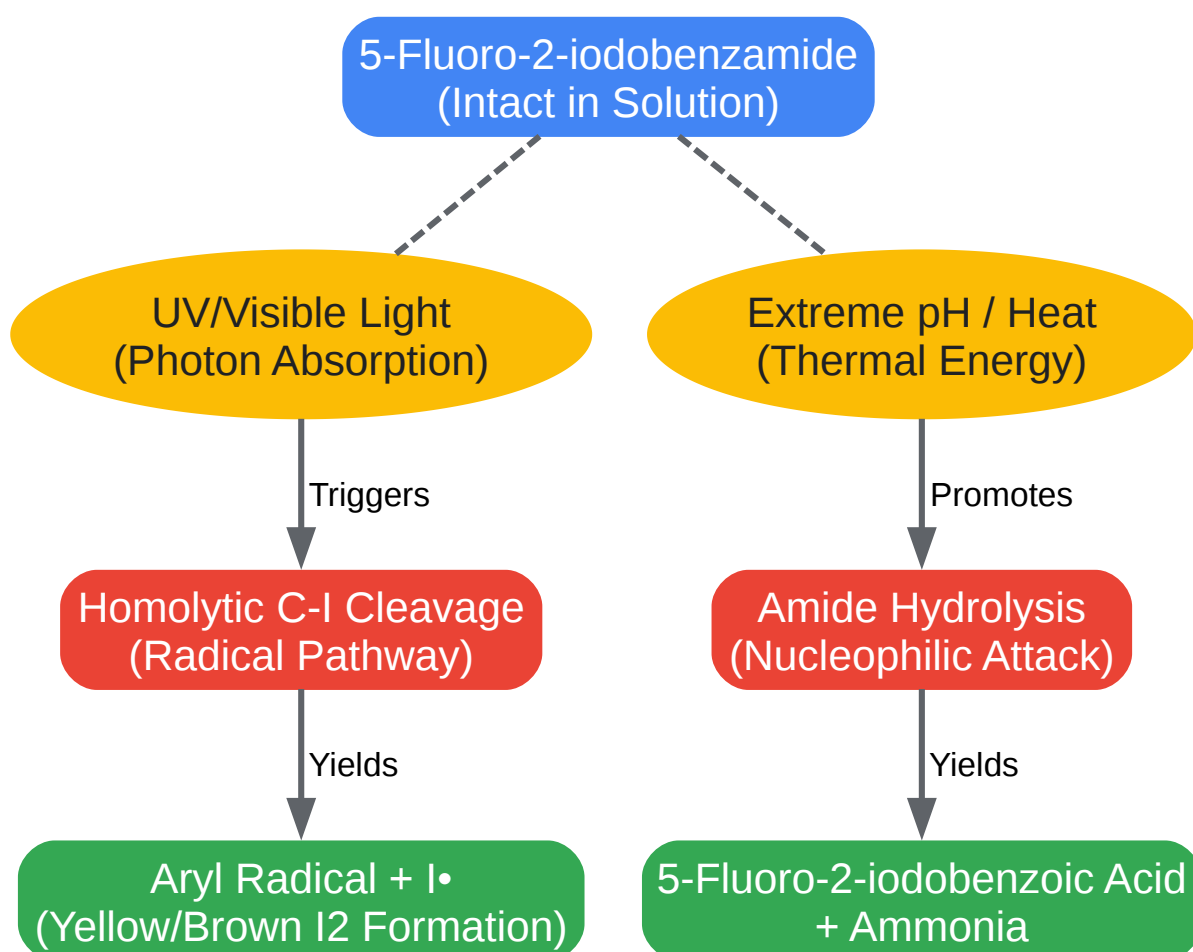 5-Fluoro-2-iodobenzamide
(Intact in Solution)
UV/Visible Light
(Photon Absorption)
Extreme pH / Heat
(Thermal Energy)
Triggers
Promotes
Homolytic C-I Cleavage
(Radical Pathway)
Amide Hydrolysis
(Nucleophilic Attack)
Yields
Yields
Aryl Radical + I•
(Yellow/Brown I2 Formation)
5-Fluoro-2-iodobenzoic Acid
+ Ammonia